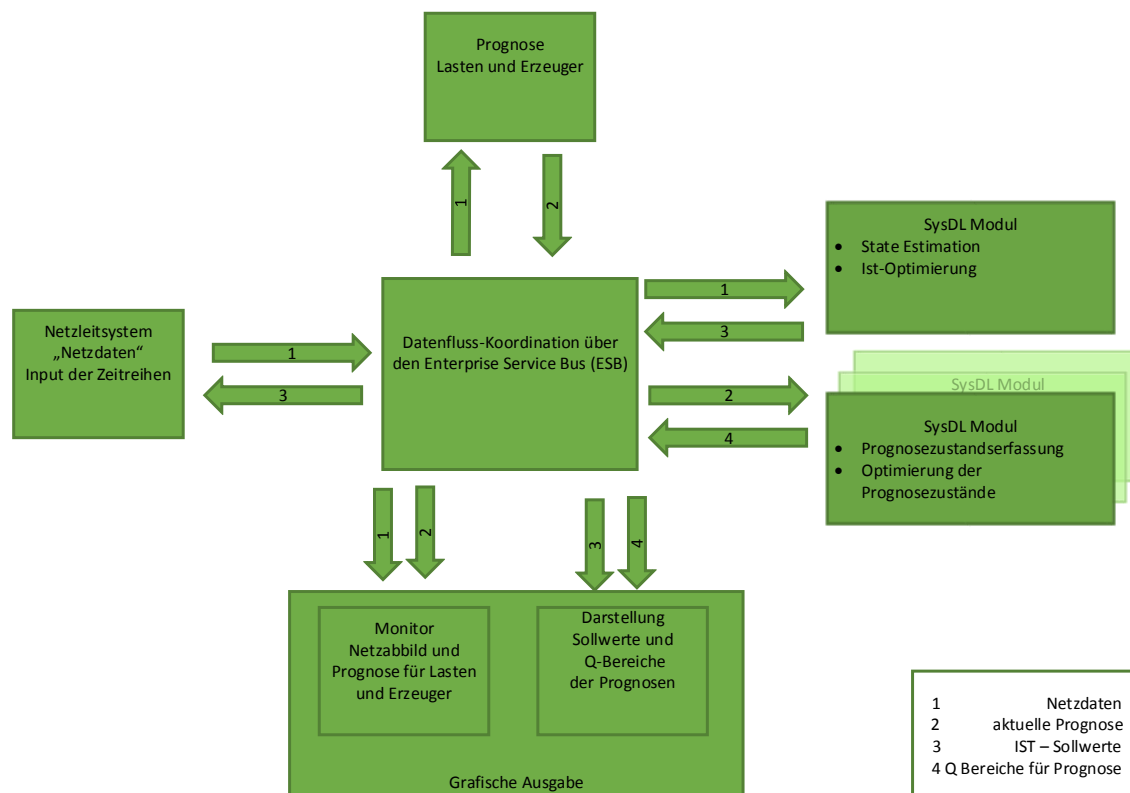 Prognose
Lasten und Erzeuger
1
2
SysDL Modul
• State Estimation
• Ist-Optimierung
1
3
Netzleitsystem
„Netzdaten“
Input der Zeitreihen
1
3
Datenfluss-Koordination über
den Enterprise Service Bus (ESB)
2
4
SysDL Modul
SysDL Modul
• Prognosezustandserfassung
• Optimierung der
Prognosezustände
1
2
3
4
Monitor
Netzabbild und
Prognose für Lasten
und Erzeuger
Darstellung
Sollwerte und
Q-Bereiche
der Prognosen
Grafische Ausgabe
1 Netzdaten
2 aktuelle Prognose
3 IST – Sollwerte
4 Q Bereiche für Prognose